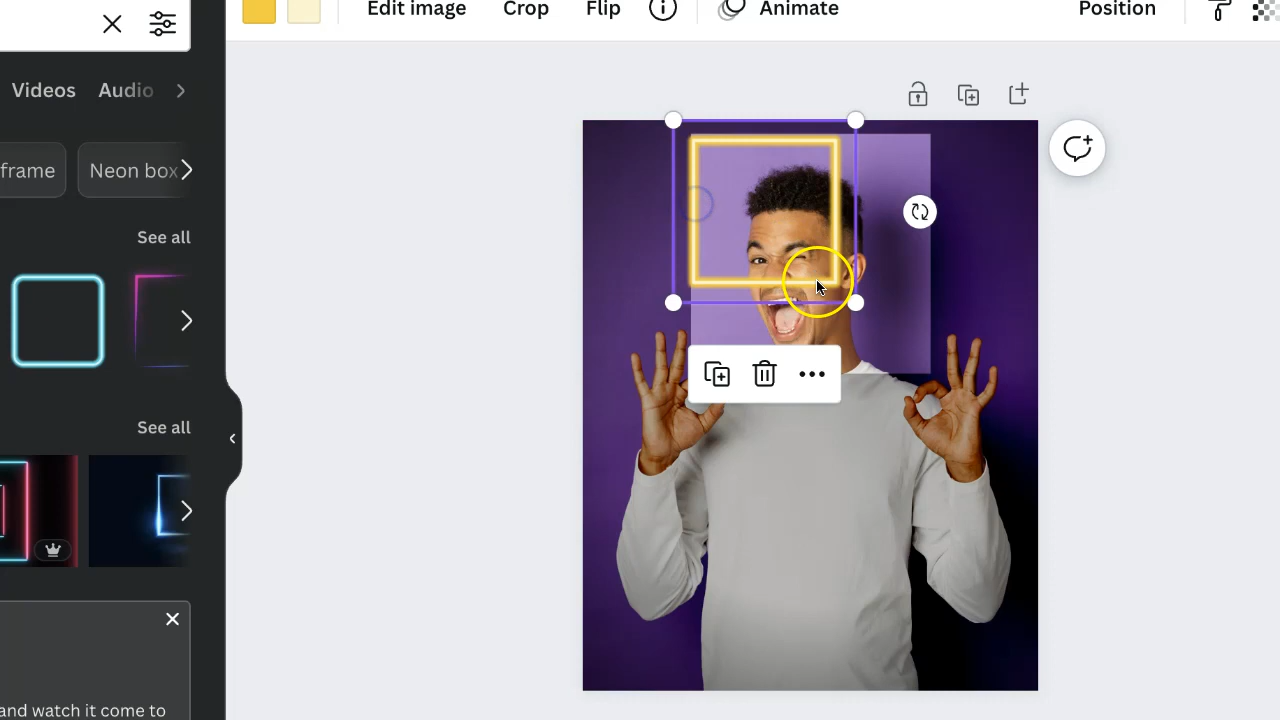 Edit image Crop Flip Animate Position
Videos Audio
frame Neon box
See all
See all
and watch it come to